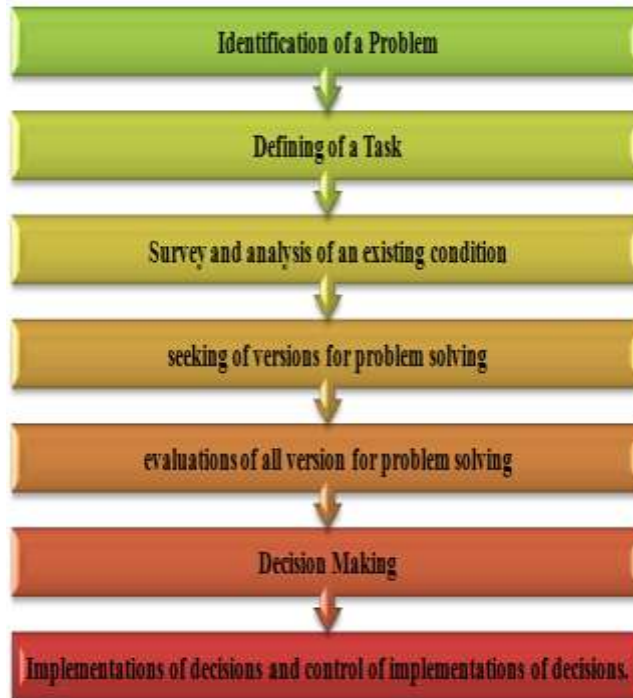 Identification of a Problem
Defining of a Task
Survey and analysis of an existing condition
seeking of versions for problem solving
evaluations of all version for problem solving
Decision Making
Implementations of decisions and control of implementations of decisions.